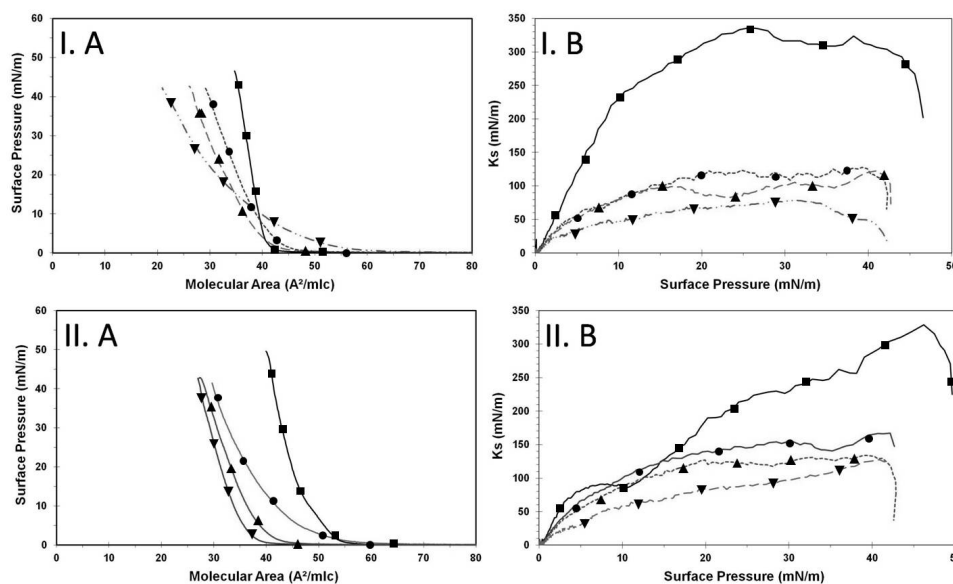 I. A
Surface Pressure (mN/m)
60
50
40
30
20
10
0
0 10 20 30 40 50 60 70 80
Molecular Area (A²/mlc)
I. B
Ks (mN/m)
350
300
250
200
150
100
50
0
0 10 20 30 40 50
Surface Pressure (mN/m)
II. A
Surface Pressure (mN/m)
60
50
40
30
20
10
0
0 10 20 30 40 50 60 70 80
Molecular Area (A²/mlc)
II. B
Ks (mN/m)
350
300
250
200
150
100
50
0
0 10 20 30 40 50
Surface Pressure (mN/m)